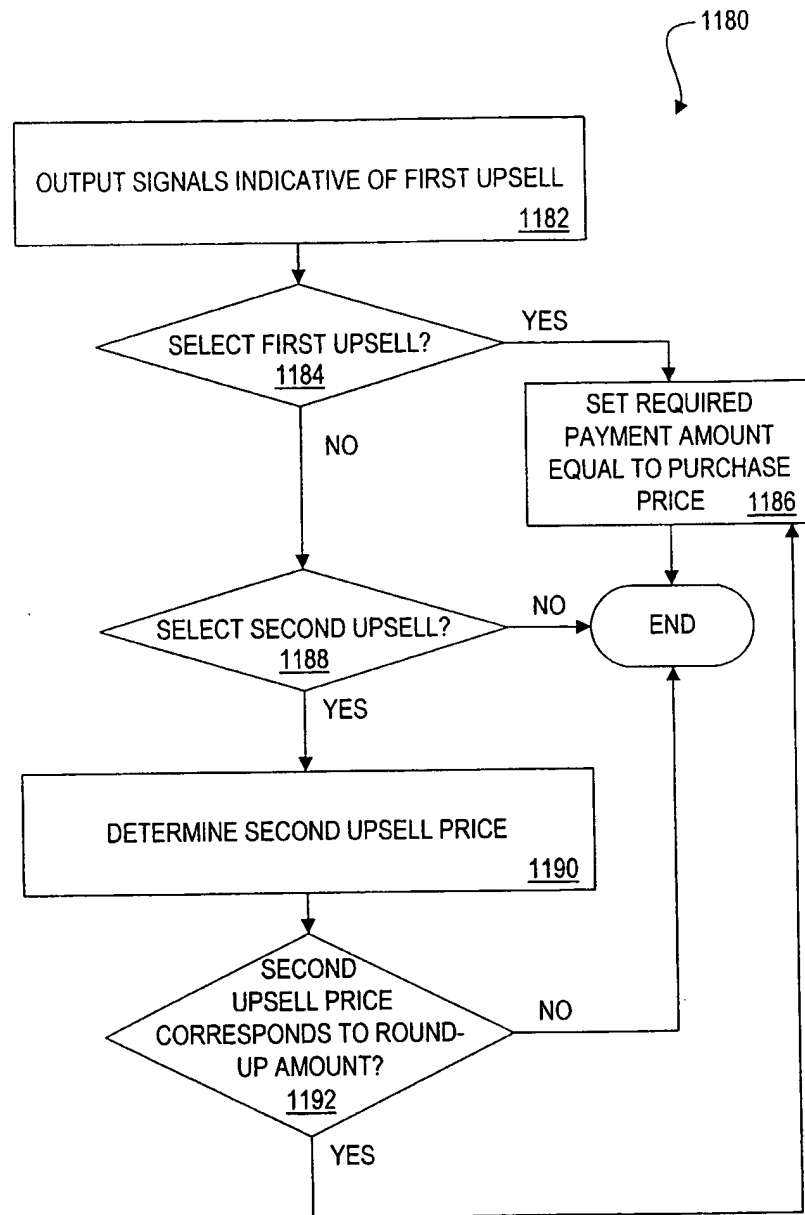 1180
OUTPUT SIGNALS INDICATIVE OF FIRST UPSELL
1182
SELECT FIRST UPSELL?
1184
YES
NO
SET REQUIRED
PAYMENT AMOUNT
EQUAL TO PURCHASE
PRICE 1186
SELECT SECOND UPSELL?
1188
NO
END
YES
DETERMINE SECOND UPSELL PRICE
1190
SECOND
UPSELL PRICE
CORRESPONDS TO ROUND-
UP AMOUNT?
1192
NO
YES